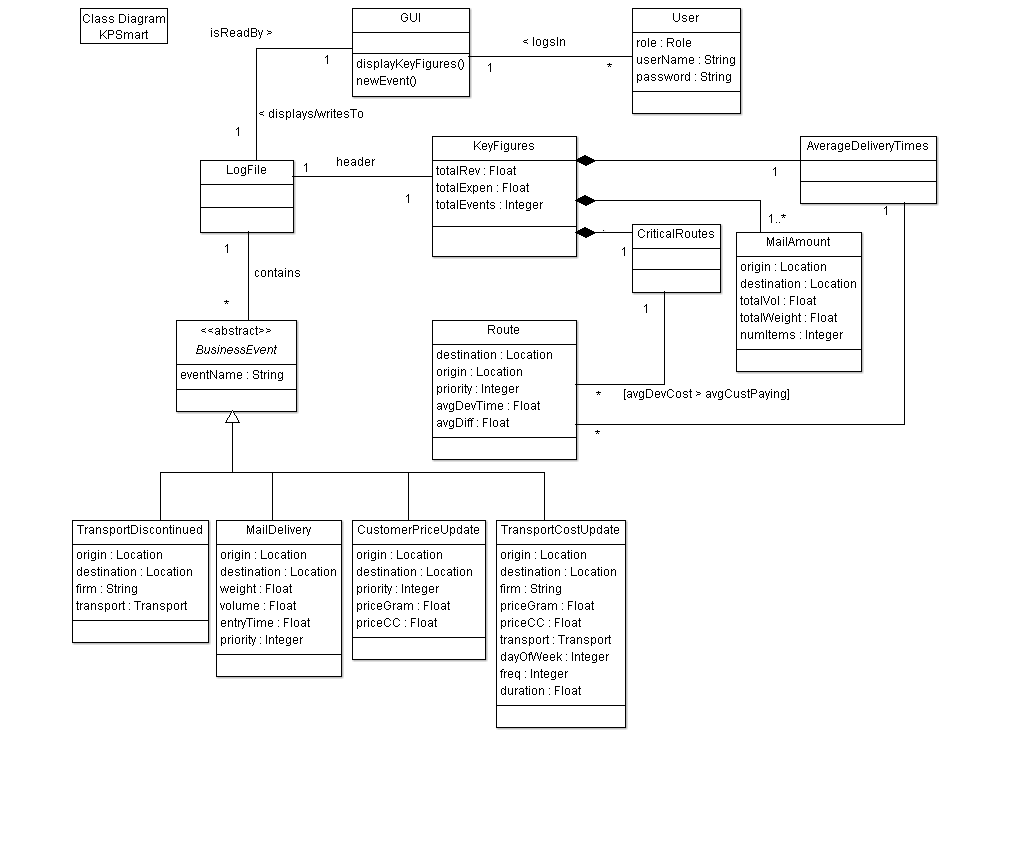 Class Diagram
KPSmart
GUI
displayKeyFigures()
newEvent()
User
role : Role
userName : String
password : String
isReadBy >
1
< logsIn
1
*
< displays/writesTo
1
LogFile
1
header
1
KeyFigures
totalRev : Float
totalExpen : Float
totalEvents : Integer
AverageDeliveryTimes
1
1
1..*
CriticalRoutes
1
MailAmount
origin : Location
destination : Location
totalVol : Float
totalWeight : Float
numItems : Integer
1
contains
*
<<abstract>>
BusinessEvent
eventName : String
1
Route
destination : Location
origin : Location
priority : Integer
avgDevTime : Float
avgDiff : Float
*
[avgDevCost > avgCustPaying]
*
TransportDiscontinued
origin : Location
destination : Location
firm : String
transport : Transport
MailDelivery
origin : Location
destination : Location
weight : Float
volume : Float
entryTime : Float
priority : Integer
CustomerPriceUpdate
origin : Location
destination : Location
priority : Integer
priceGram : Float
priceCC : Float
TransportCostUpdate
origin : Location
destination : Location
firm : String
priceGram : Float
priceCC : Float
transport : Transport
dayOfWeek : Integer
freq : Integer
duration : Float